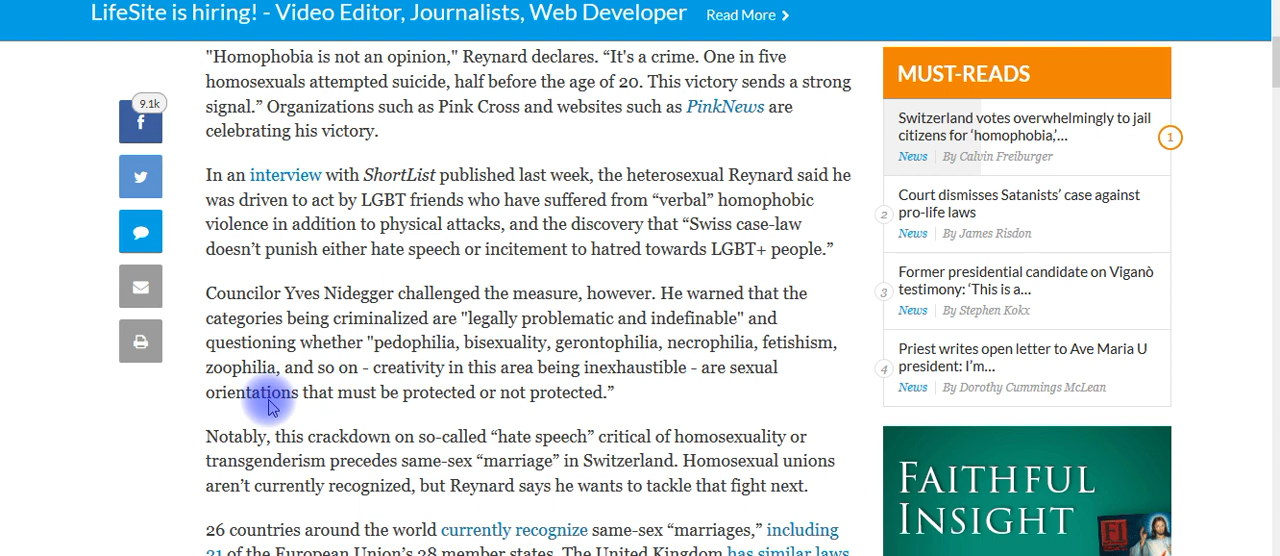 LifeSite is hiring! - Video Editor, Journalists, Web Developer Read More
"Homophobia is not an opinion," Reynard declares. “It's a crime. One in five
homosexuals attempted suicide, half before the age of 20. This victory sends a strong
signal.” Organizations such as Pink Cross and websites such as PinkNews are
celebrating his victory.
9.1k
In an interview with ShortList published last week, the heterosexual Reynard said he
was driven to act by LGBT friends who have suffered from “verbal” homophobic
violence in addition to physical attacks, and the discovery that “Swiss case-law
doesn’t punish either hate speech or incitement to hatred towards LGBT+ people.”
Councilor Yves Nidegger challenged the measure, however. He warned that the
categories being criminalized are "legally problematic and indefinable" and
questioning whether "pedophilia, bisexuality, gerontophilia, necrophilia, fetishism,
zoophilia, and so on - creativity in this area being inexhaustible - are sexual
orientations that must be protected or not protected.”
Notably, this crackdown on so-called “hate speech” critical of homosexuality or
transgenderism precedes same-sex “marriage” in Switzerland. Homosexual unions
aren’t currently recognized, but Reynard says he wants to tackle that fight next.
26 countries around the world currently recognize same-sex “marriages,” including
21 of the European Union’s 28 member states. The United Kingdom has similar laws
MUST-READS
Switzerland votes overwhelmingly to jail
citizens for ‘homophobia,’...
News | By Calvin Freiburger
1
Court dismisses Satanists’ case against
pro-life laws
2
News | By James Risdon
Former presidential candidate on Viganò
testimony: ‘This is a...
3
News | By Stephen Kokx
Priest writes open letter to Ave Maria U
president: I’m...
4
News | By Dorothy Cummings McLean
FAITHFUL
INSIGHT